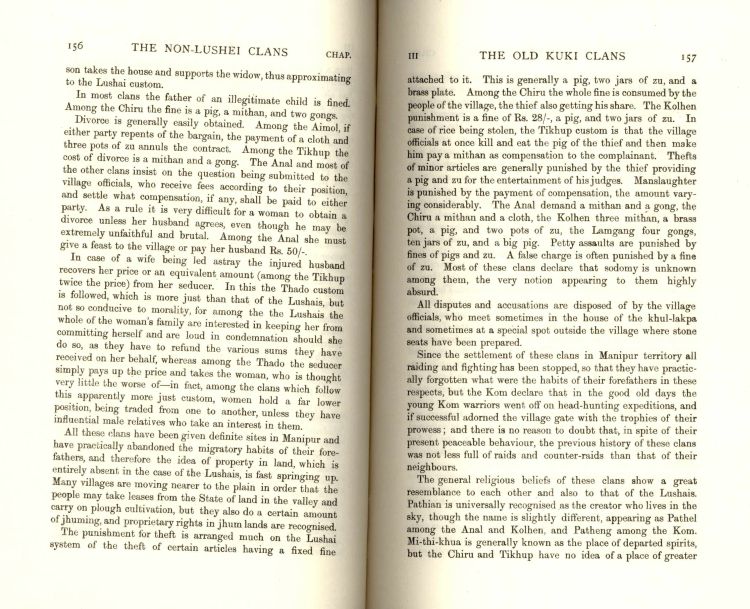 156 THE NON-LUSHEI CLANS CHAP.
son takes the house and supports the widow, thus approximating
to the Lushai custom.
In most clans the father of an illegitimate child is fined.
Among the Chiru the fine is a pig, a mithan, and two gongs.
Divorce is generally easily obtained. Among the Aimol, if
either party repents of the bargain, the payment of a cloth and
three pots of zu annuls the contract. Among the Tikhup the
cost of divorce is a mithan and a gong. The Anal and most of
the other clans insist on the question being submitted to the
village officials, who receive fees according to their position,
and settle what compensation, if any, shall be paid to either
party. As a rule it is very difficult for a woman to obtain a
divorce unless her husband agrees, even though he may be
extremely unfaithful and brutal. Among the Anal she must
give a feast to the village or pay her husband Rs. 50/-.
In case of a wife being led astray the injured husband
recovers her price or an equivalent amount (among the Tikhup
twice the price) from her seducer. In this the Thado custom
is followed, which is more just than that of the Lushais, but
not so conducive to morality, for among the the Lushais the
whole of the woman's family are interested in keeping her from
committing herself and are loud in condemnation should she
do so, as they have to refund the various sums they have
received on her behalf, whereas among the Thado the seducer
simply pays up the price and takes the woman, who is thought
very little the worse of—in fact, among the clans which follow
this apparently more just custom, women hold a far lower
position, being traded from one to another, unless they have
influential male relatives who take an interest in them.
All these clans have been given definite sites in Manipur and
have practically abandoned the migratory habits of their fore-
fathers, and therefore the idea of property in land, which is
entirely absent in the case of the Lushais, is fast springing up.
Many villages are moving nearer to the plain in order that the
people may take leases from the State of land in the valley and
carry on plough cultivation, but they also do a certain amount
of jhuming, and proprietary rights in jhum lands are recognised.
The punishment for theft is arranged much on the Lushai
system of the theft of certain articles having a fixed fine
III THE OLD KUKI CLANS 157
attached to it. This is generally a pig, two jars of zu, and a
brass plate. Among the Chiru the whole fine is consumed by the
people of the village, the thief also getting his share. The Kolhen
punishment is a fine of Rs. 28/-, a pig, and two jars of zu. In
case of rice being stolen, the Tikhup custom is that the village
officials at once kill and eat the pig of the thief and then make
him pay a mithan as compensation to the complainant. Thefts
of minor articles are generally punished by the thief providing
a pig and zu for the entertainment of his judges. Manslaughter
is punished by the payment of compensation, the amount vary-
ing considerably. The Anal demand a mithan and a gong, the
Chiru a mithan and a cloth, the Kolhen three mithan, a brass
pot, a pig, and two pots of zu, the Lamgang four gongs,
ten jars of zu, and a big pig. Petty assaults are punished by
fines of pigs and zu. A false charge is often punished by a fine
of zu. Most of these clans declare that sodomy is unknown
among them, the very notion appearing to them highly
absurd.
All disputes and accusations are disposed of by the village
officials, who meet sometimes in the house of the khul-lakpa
and sometimes at a special spot outside the village where stone
seats have been prepared.
Since the settlement of these clans in Manipur territory all
raiding and fighting has been stopped, so that they have practic-
ally forgotten what were the habits of their forefathers in these
respects, but the Kom declare that in the good old days the
young Kom warriors went off on head-hunting expeditions, and
if successful adorned the village gate with the trophies of their
prowess; and there is no reason to doubt that, in spite of their
present peaceable behaviour, the previous history of these clans
was not less full of raids and counter-raids than that of their
neighbours.
The general religious beliefs of these clans show a great
resemblance to each other and also to that of the Lushais.
Pathian is universally recognised as the creator who lives in the
sky, though the name is slightly different, appearing as Pathel
among the Anal and Kolhen, and Patheng among the Kom.
Mi-thi-khua is generally known as the place of departed spirits,
but the Chiru and Tikhup have no idea of a place of greater